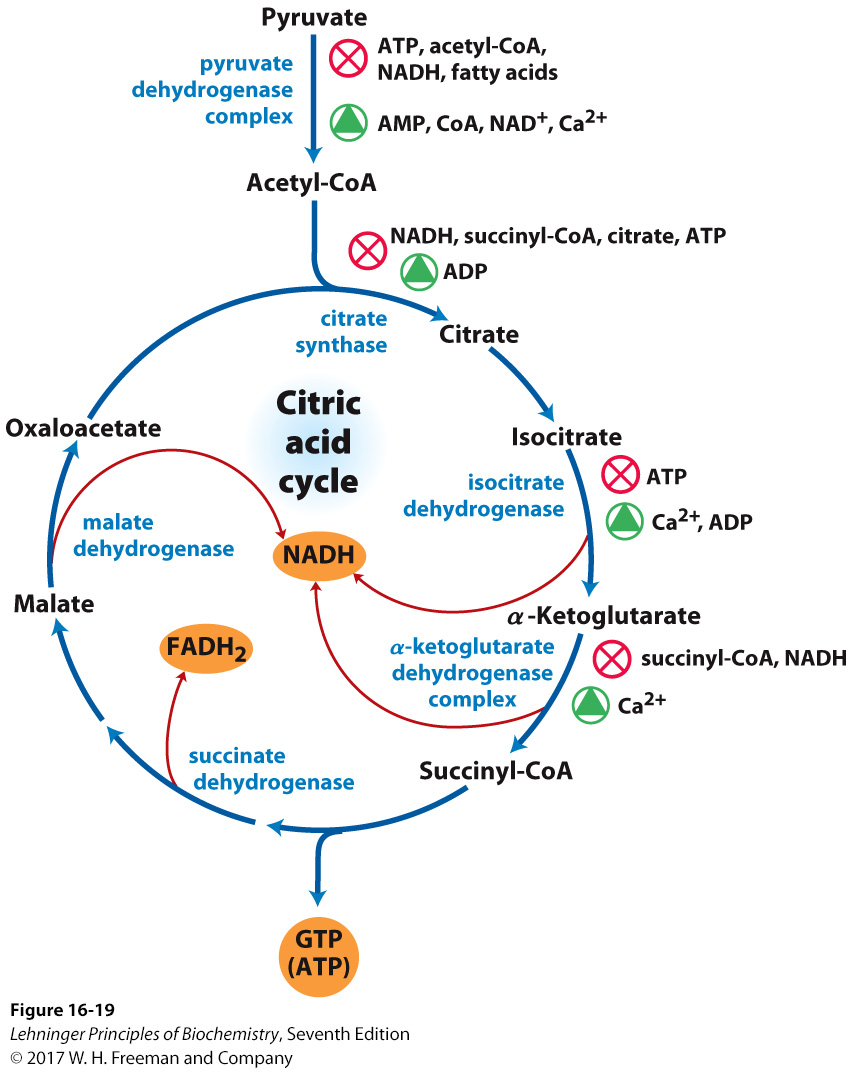 Pyruvate
pyruvate
dehydrogenase
complex
ATP, acetyl-CoA,
NADH, fatty acids
AMP, CoA, NAD⁺, Ca²⁺
Acetyl-CoA
NADH, succinyl-CoA, citrate, ATP
ADP
citrate
synthase
Citrate
Citric
acid
cycle
Oxaloacetate
Isocitrate
isocitrate
dehydrogenase
ATP
Ca²⁺, ADP
malate
dehydrogenase
NADH
Malate
α-Ketoglutarate
FADH₂
α-ketoglutarate
dehydrogenase
complex
succinyl-CoA, NADH
Ca²⁺
succinate
dehydrogenase
Succinyl-CoA
GTP
(ATP)
Figure 16-19
Lehninger Principles of Biochemistry, Seventh Edition
© 2017 W. H. Freeman and Company